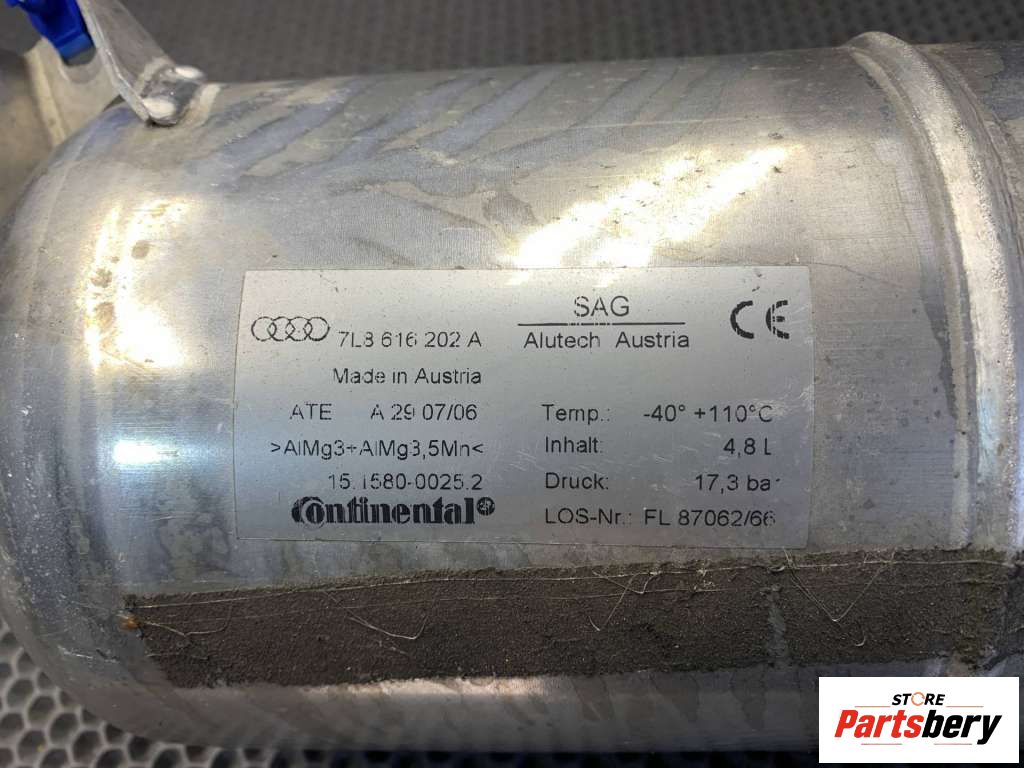 7L8 616 202 A
Made in Austria
ATE A 29 07/06
>AlMg3+AlMg3,5Mn<
15.1580-0025.2
Continental
SAG
Alutech Austria
CE
Temp.: -40° +110°C
Inhalt: 4,8 L
Druck: 17,3 bar
LOS-Nr.: FL 87062/66
STORE
Partsbery